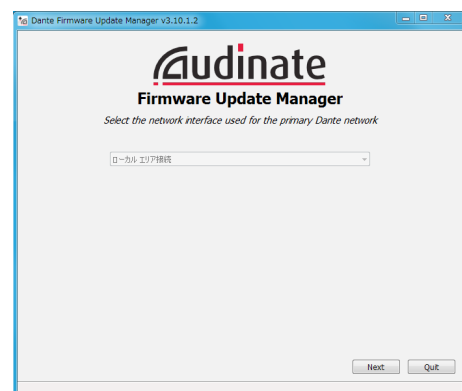 Dante Firmware Update Manager v3.10.1.2
Audinate
Firmware Update Manager
Select the network interface used for the primary Dante network
ローカル エリア接続
Next
Quit